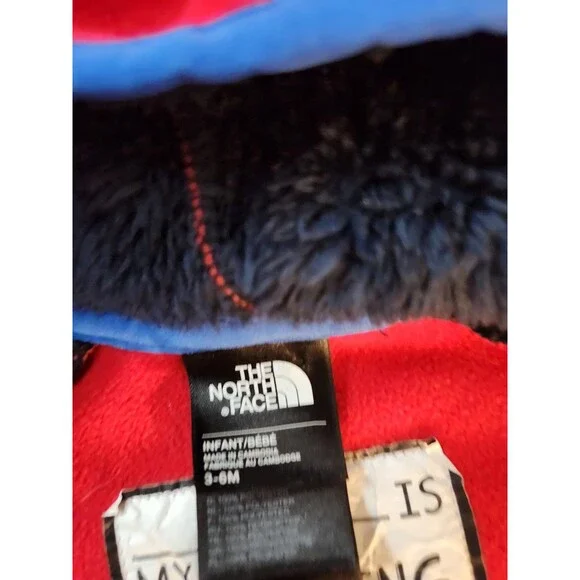 THE
NORTH
FACE
INFANT/BÉBÉ
MADE IN CAMBODIA
FABRIQUÉ AU CAMBODGE
3-6M
IS
MY